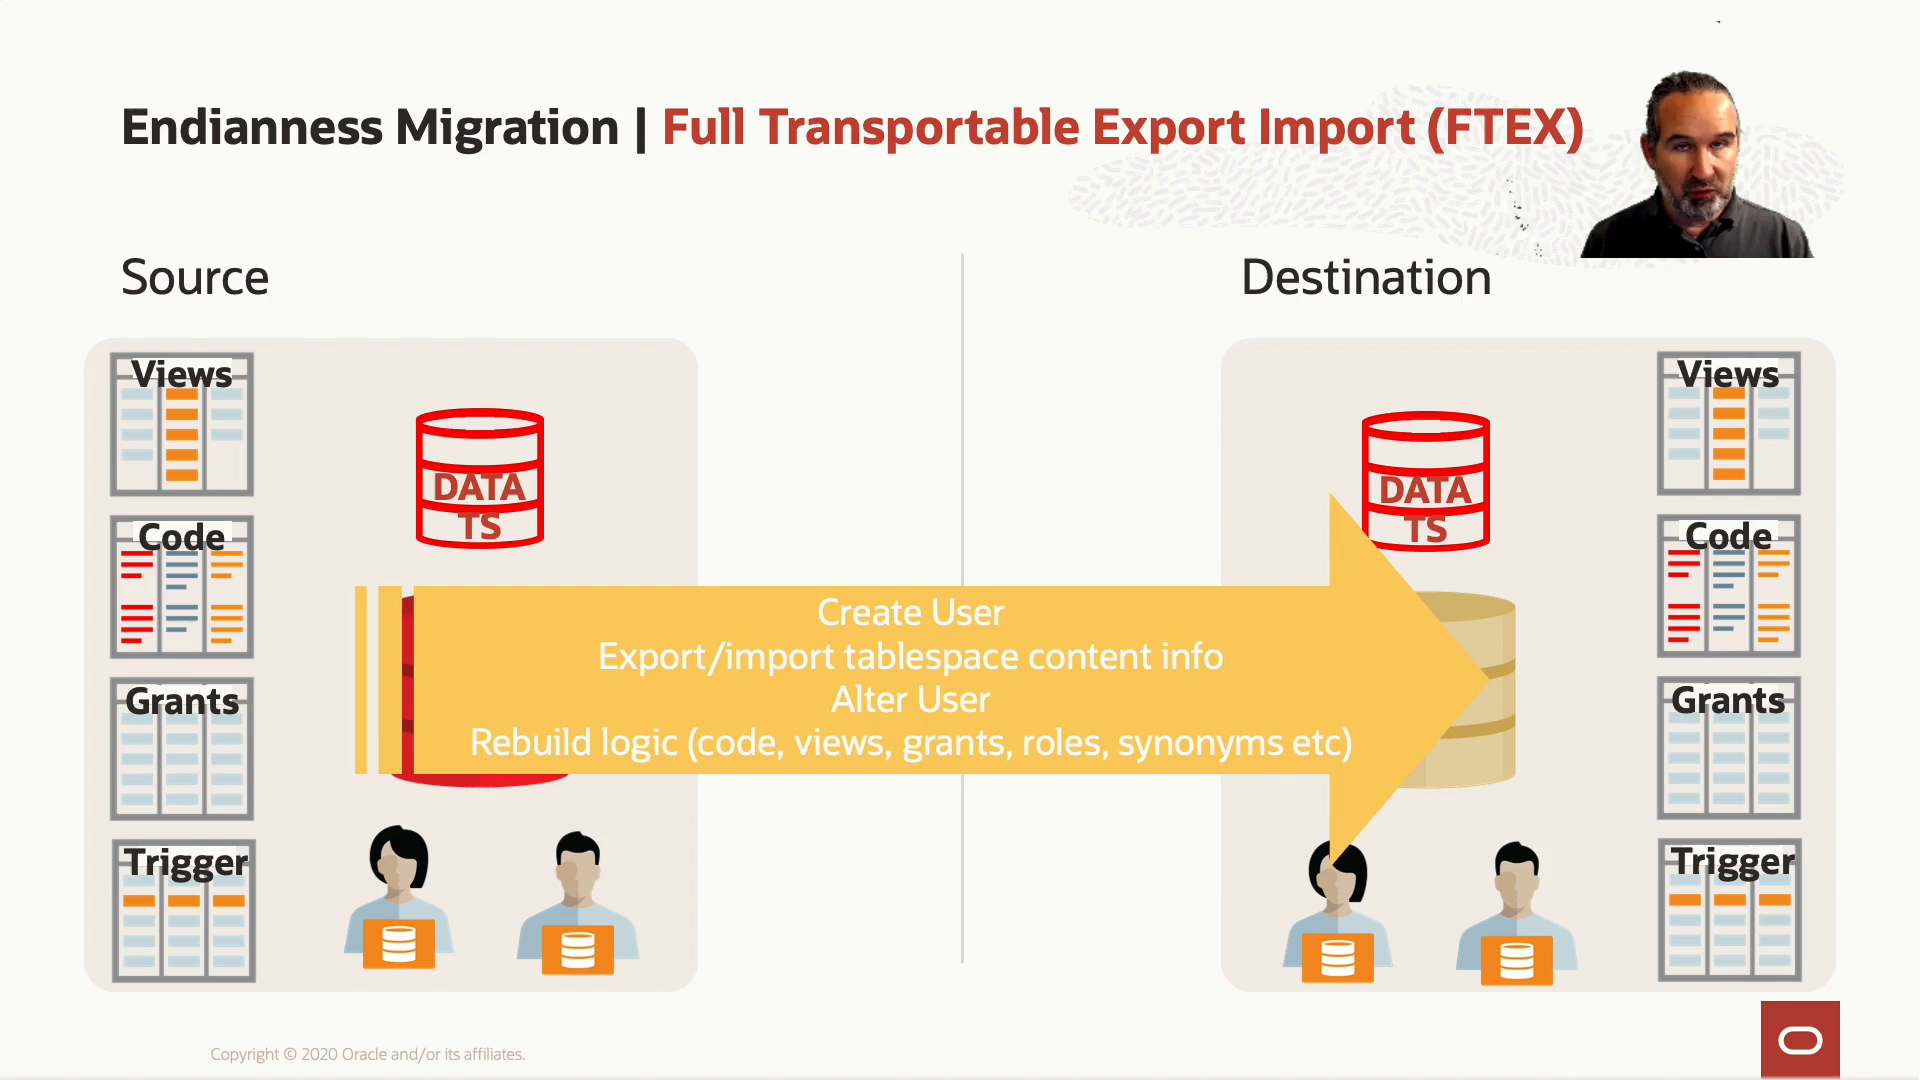 Endianness Migration | Full Transportable Export Import (FTEX)
Source
Destination
Views
Code
Grants
Trigger
DATA
TS
Create User
Export/import tablespace content info
Alter User
Rebuild logic (code, views, grants, roles, synonyms etc)
DATA
TS
Views
Code
Grants
Trigger
Copyright © 2020 Oracle and/or its affiliates.